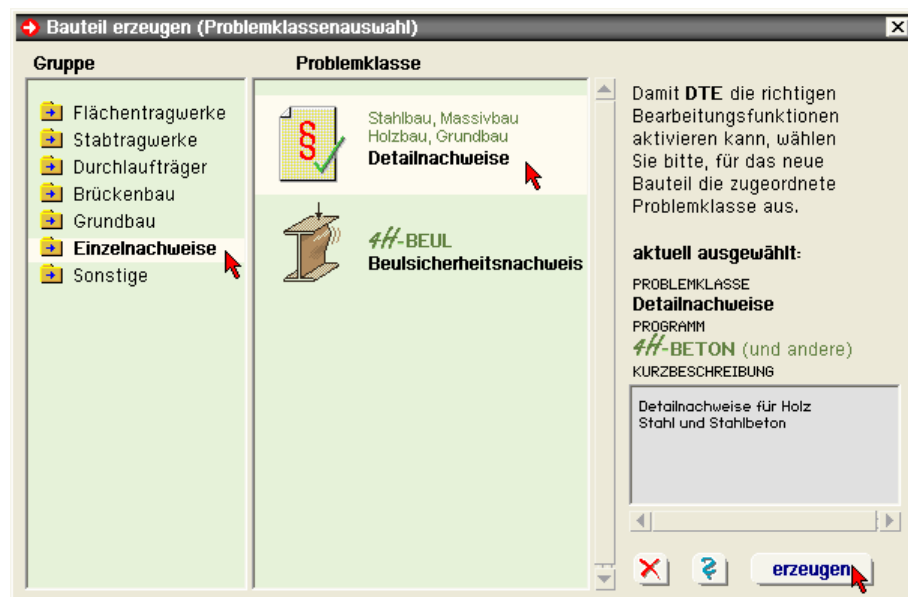 Bauteil erzeugen (Problemklassenauswahl)
Gruppe
Flächentragwerke
Stabtragwerke
Durchlaufträger
Brückenbau
Grundbau
Einzelnachweise
Sonstige
Problemklasse
§
Stahlbau, Massivbau
Holzbau, Grundbau
Detailnachweise
4H-BEUL
Beulsicherheitsnachweis
Damit DTE die richtigen
Bearbeitungsfunktionen
aktivieren kann, wählen
Sie bitte, für das neue
Bauteil die zugeordnete
Problemklasse aus.
aktuell ausgewählt:
PROBLEMKLASSE
Detailnachweise
PROGRAMM
4H-BETON (und andere)
KURZBESCHREIBUNG
Detailnachweise für Holz
Stahl und Stahlbeton
erzeugen